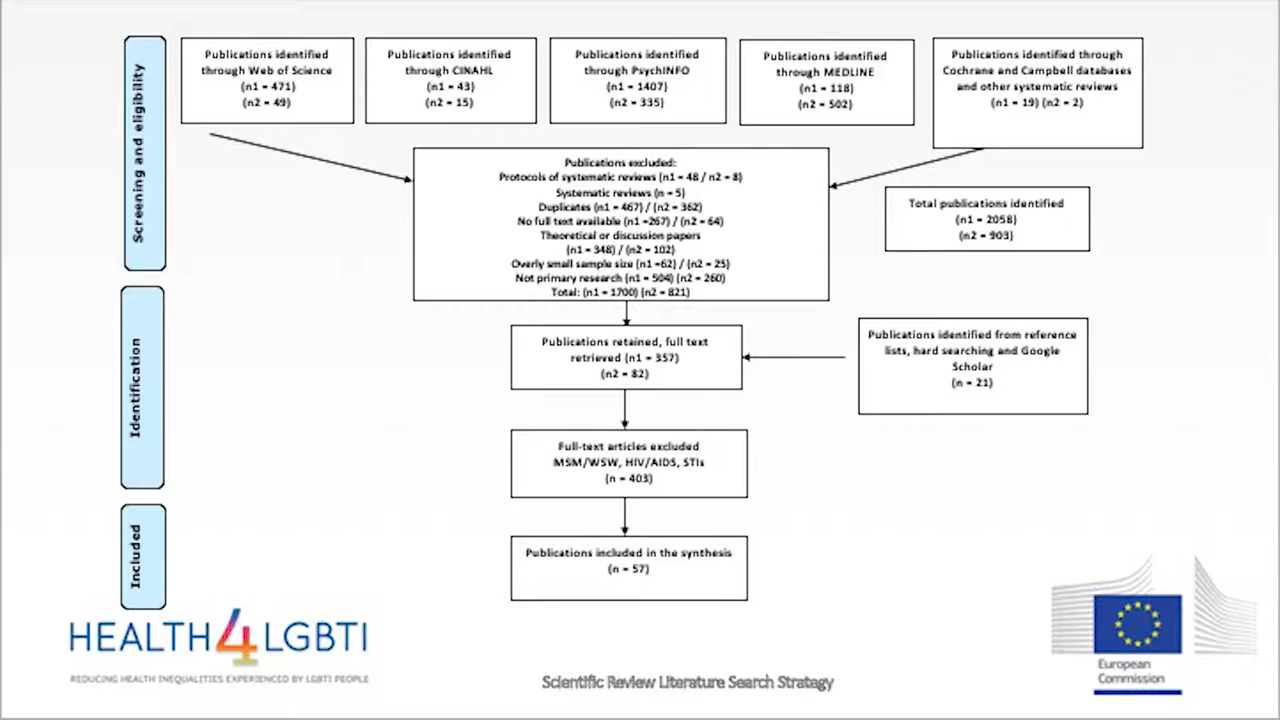 Screening and eligibility
Publications identified
through Web of Science
(n1 = 471)
(n2 = 49)
Publications identified
through CINAHL
(n1 = 43)
(n2 = 15)
Publications identified
through PsychINFO
(n1 = 1407)
(n2 = 335)
Publications identified
through MEDLINE
(n1 = 118)
(n2 = 502)
Publications identified through
Cochrane and Campbell databases
and other systematic reviews
(n1 = 19) (n2 = 2)
Publications excluded:
Protocols of systematic reviews (n1 = 48 / n2 = 8)
Systematic reviews (n = 5)
Duplicates (n1 = 467) / (n2 = 362)
No full text available (n1 =267) / (n2 = 64)
Theoretical or discussion papers
(n1 = 348) / (n2 = 102)
Overly small sample size (n1 =62) / (n2 = 25)
Not primary research (n1 = 504) (n2 = 260)
Total: (n1 = 1700) (n2 = 821)
Total publications identified
(n1 = 2058)
(n2 = 903)
Identification
Publications retained, full text
retrieved (n1 = 357)
(n2 = 82)
Publications identified from reference
lists, hard searching and Google
Scholar
(n = 21)
Full-text articles excluded
MSM/WSW, HIV/AIDS, STIs
(n = 403)
Included
Publications included in the synthesis
(n = 57)
HEALTH4LGBTI
REDUCING HEALTH INEQUALITIES EXPERIENCED BY LGBTI PEOPLE
Scientific Review Literature Search Strategy
European
Commission